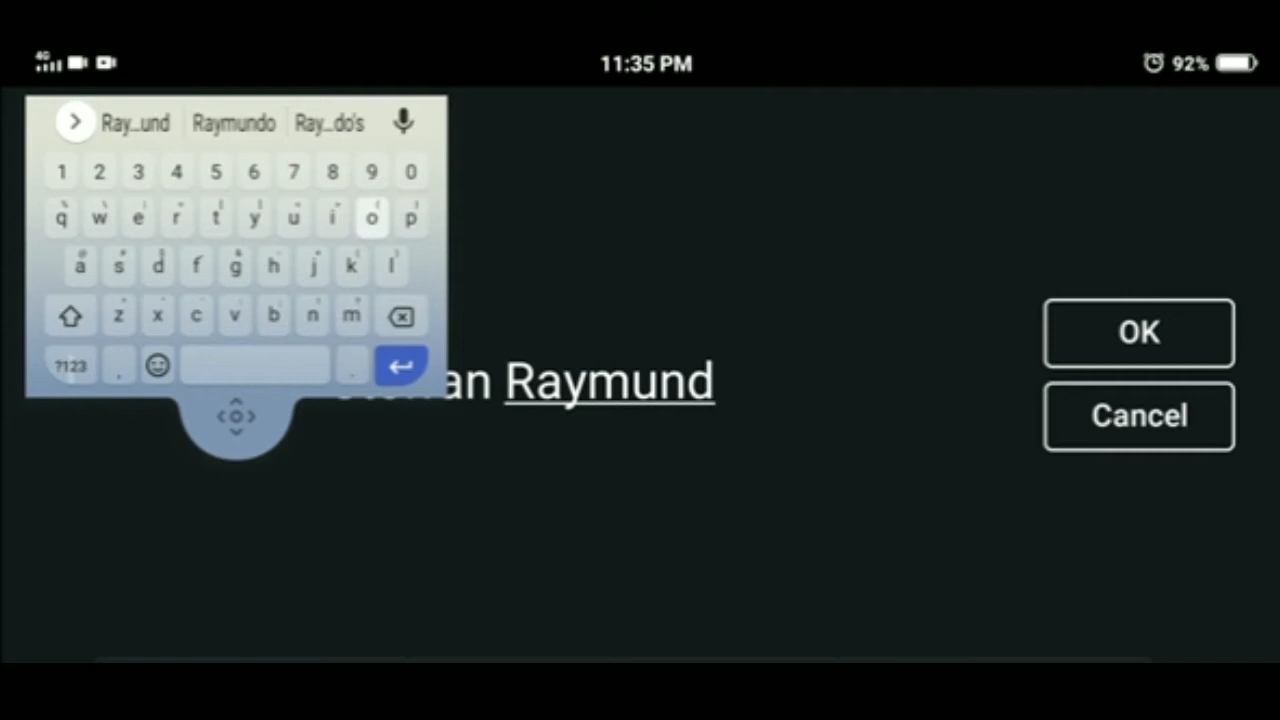 4G 11:35 PM 92%
Ray...und Raymundo Ray...do's
1 2 3 4 5 6 7 8 9 0
q w e r t y u i o p
a s d f g h j k l
z x c v b n m
?123 , .
an Raymund
OK
Cancel